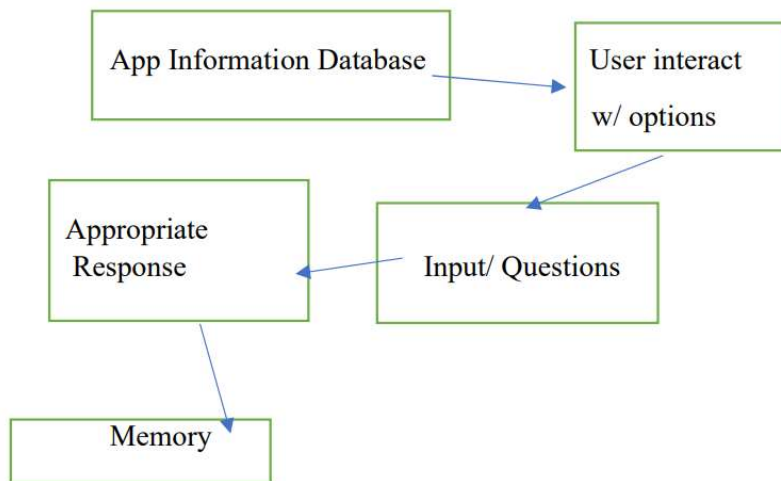 App Information Database
User interact
w/ options
Appropriate
Response
Input/ Questions
Memory